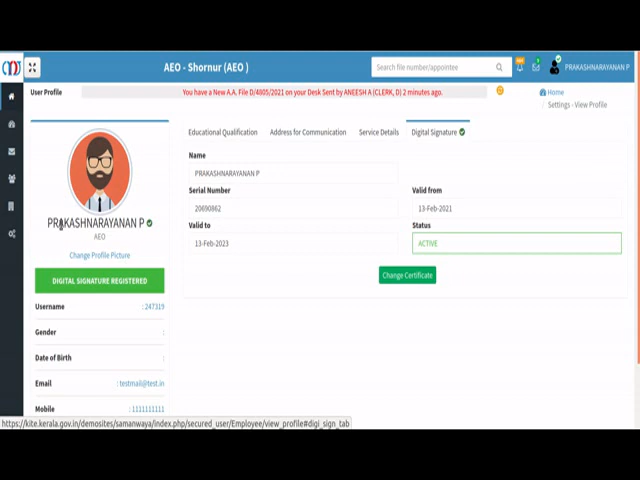 AEO - Shornur (AEO )
Search file number/appointee
PRAKASHNARAYANAN P
User Profile
You have a New A.A. File D/4805/2021 on your Desk Sent by ANEESH A (CLERK, D) 2 minutes ago.
Home
/ Settings - View Profile
Educational Qualification
Address for Communication
Service Details
Digital Signature
PRAKASHNARAYANAN P
AEO
Change Profile Picture
DIGITAL SIGNATURE REGISTERED
Username : 247319
Gender :
Date of Birth :
Email : testmail@test.in
Mobile : 1111111111
Name
PRAKASHNARAYANAN P
Serial Number
20690862
Valid from
13-Feb-2021
Valid to
13-Feb-2023
Status
ACTIVE
Change Certificate
https://kite.kerala.gov.in/demosites/samanwaya/index.php/secured_user/Employee/view_profile#digi_sign_tab